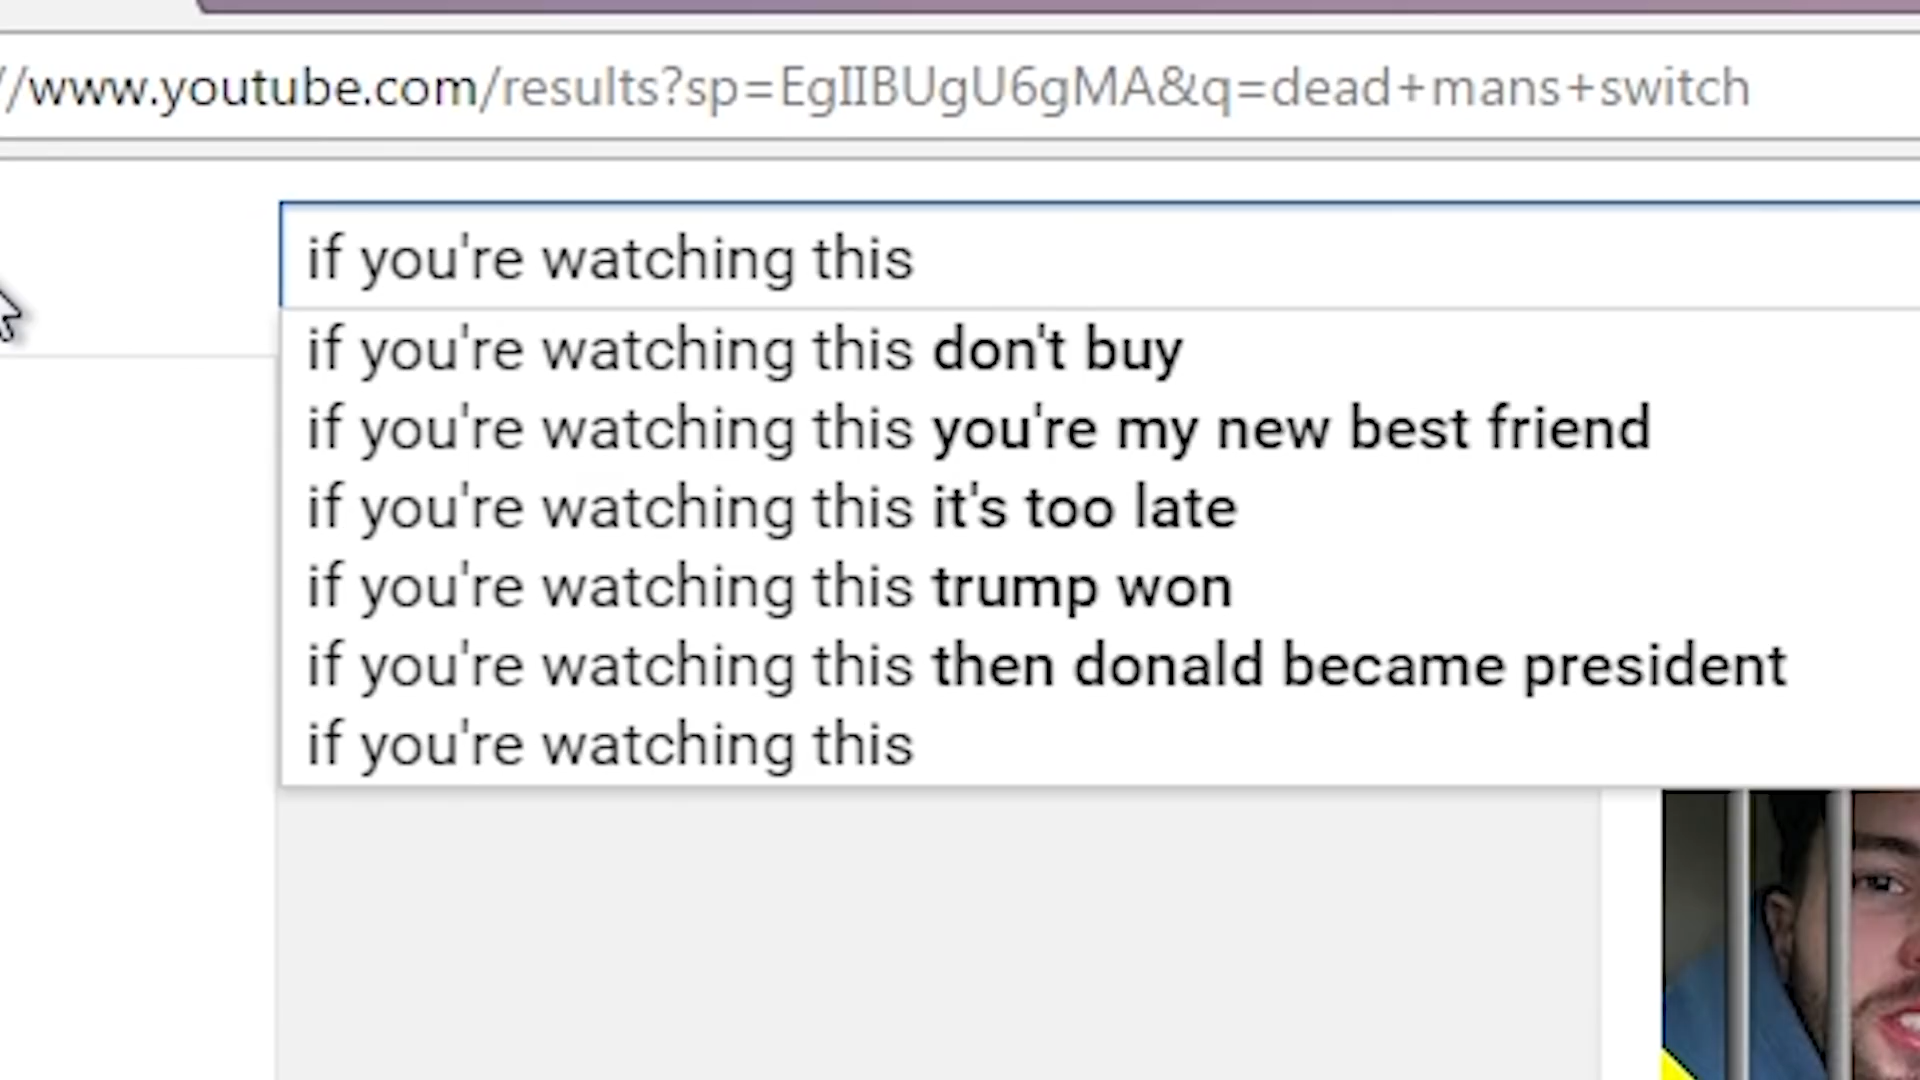 //www.youtube.com/results?sp=EgIIBUgU6gMA&q=dead+mans+switch
if you're watching this
if you're watching this don't buy
if you're watching this you're my new best friend
if you're watching this it's too late
if you're watching this trump won
if you're watching this then donald became president
if you're watching this